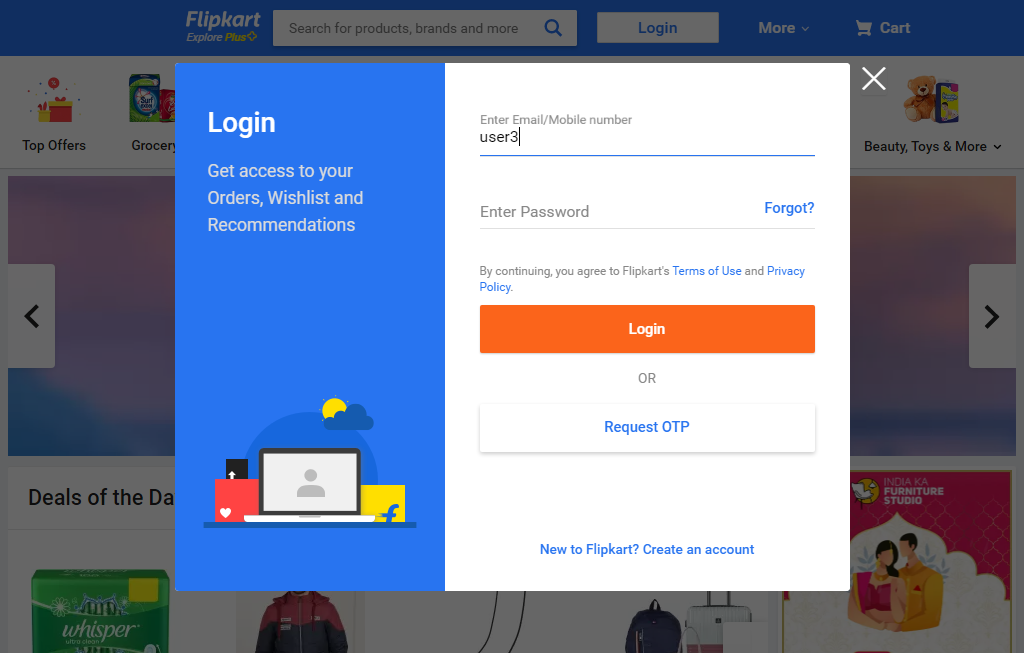 Flipkart
Explore Plus
Search for products, brands and more
Login
More
Cart
Top Offers
Grocery
Beauty, Toys & More
Login
Get access to your
Orders, Wishlist and
Recommendations
Enter Email/Mobile number
user3
Enter Password
Forgot?
By continuing, you agree to Flipkart's Terms of Use and Privacy
Policy.
Login
OR
Request OTP
New to Flipkart? Create an account
Deals of the Da
INDIA KA
FURNITURE
STUDIO
whisper
ultra clean
Surf